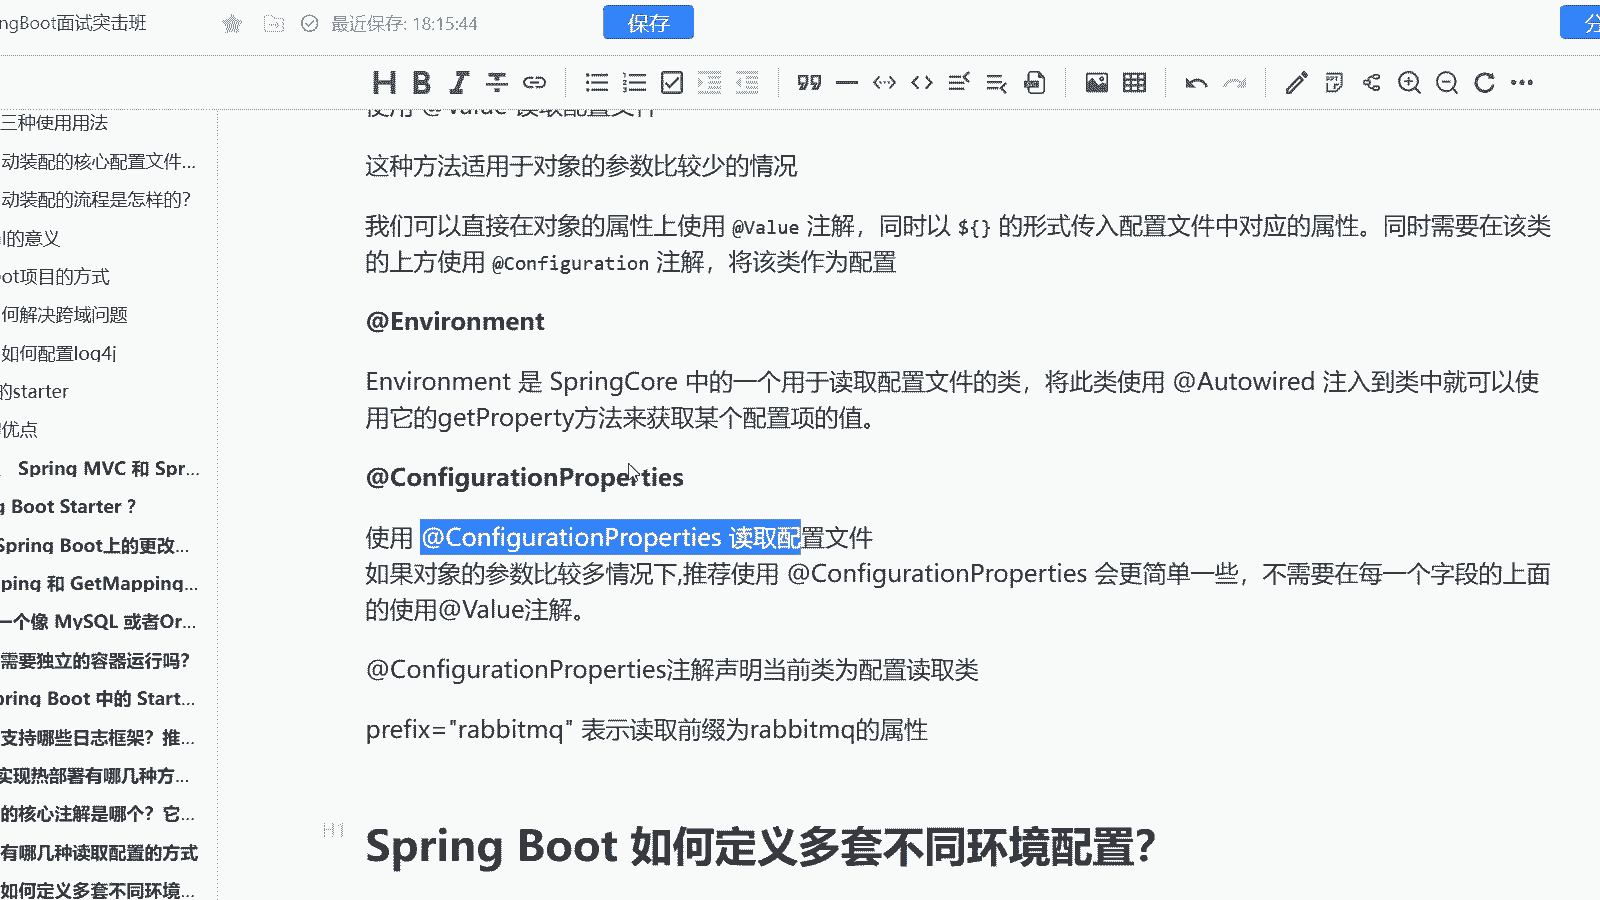 ngBoot面试突击班
最近保存: 18:15:44
保存
分
三种使用用法
动装配的核心配置文件...
动装配的流程是怎样的?
l的意义
ot项目的方式
何解决跨域问题
如何配置log4j
的starter
优点
Spring MVC 和 Spr...
g Boot Starter ?
Spring Boot上的更改...
ping 和 GetMapping...
一个像 MySQL 或者Or...
需要独立的容器运行吗?
pring Boot 中的 Start...
支持哪些日志框架？推...
实现热部署有哪几种方...
的核心注解是哪个？它...
有哪几种读取配置的方式
如何定义多套不同环境...
使用 @Value 读取配置文件
这种方法适用于对象的参数比较少的情况
我们可以直接在对象的属性上使用 @Value 注解，同时以 ${} 的形式传入配置文件中对应的属性。同时需要在该类
的上方使用 @Configuration 注解，将该类作为配置
@Environment
Environment 是 SpringCore 中的一个用于读取配置文件的类，将此类使用 @Autowired 注入到类中就可以使
用它的getProperty方法来获取某个配置项的值。
@ConfigurationProperties
使用 @ConfigurationProperties 读取配置文件
如果对象的参数比较多情况下,推荐使用 @ConfigurationProperties 会更简单一些，不需要在每一个字段的上面
的使用@Value注解。
@ConfigurationProperties注解声明当前类为配置读取类
prefix="rabbitmq" 表示读取前缀为rabbitmq的属性
H1
Spring Boot 如何定义多套不同环境配置?